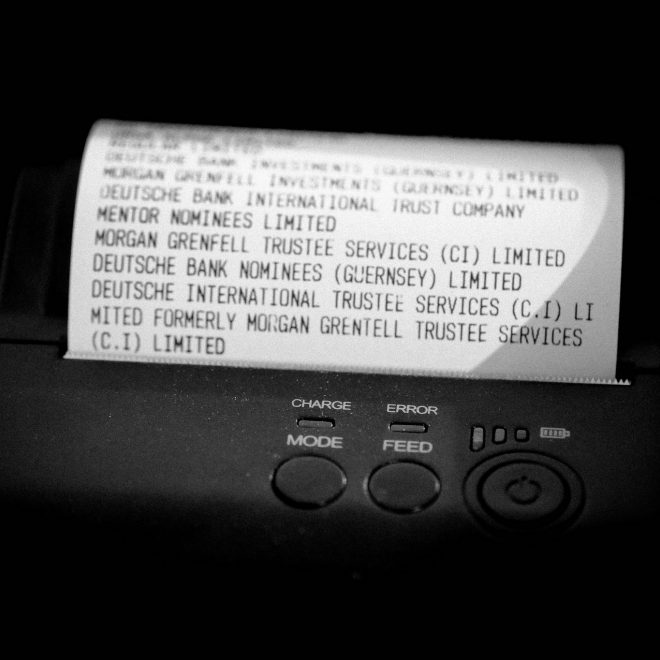 LIMITED
DEUTSCHE BANK INVESTMENTS (GUERNSEY) LIMITED
MORGAN GRENFELL INVESTMENTS (GUERNSEY) LIMITED
DEUTSCHE BANK INTERNATIONAL TRUST COMPANY
MENTOR NOMINEES LIMITED
MORGAN GRENFELL TRUSTEE SERVICES (CI) LIMITED
DEUTSCHE BANK NOMINEES (GUERNSEY) LIMITED
DEUTSCHE INTERNATIONAL TRUSTEE SERVICES (C.I) LI
MITED FORMERLY MORGAN GRENTELL TRUSTEE SERVICES
(C.I) LIMITED
CHARGE ERROR
MODE FEED